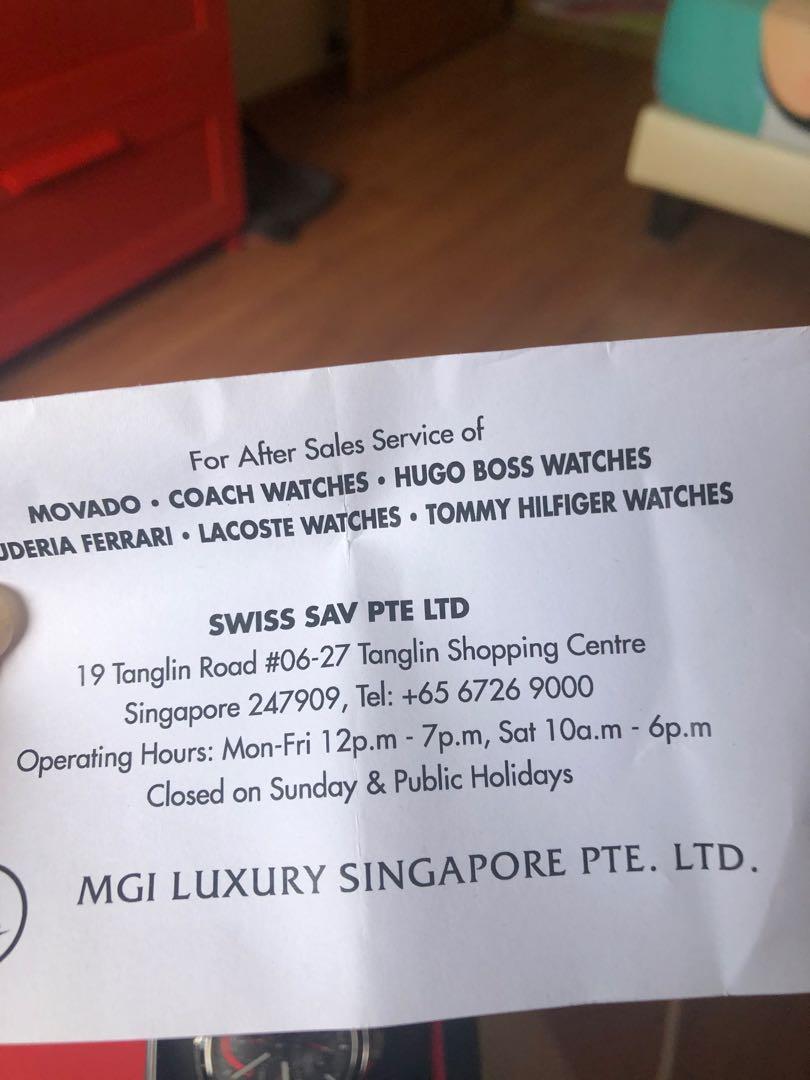 For After Sales Service of
MOVADO • COACH WATCHES • HUGO BOSS WATCHES
UDERIA FERRARI • LACOSTE WATCHES • TOMMY HILFIGER WATCHES
SWISS SAV PTE LTD
19 Tanglin Road #06-27 Tanglin Shopping Centre
Singapore 247909, Tel: +65 6726 9000
Operating Hours: Mon-Fri 12p.m - 7p.m, Sat 10a.m - 6p.m
Closed on Sunday & Public Holidays
MGI LUXURY SINGAPORE PTE. LTD.